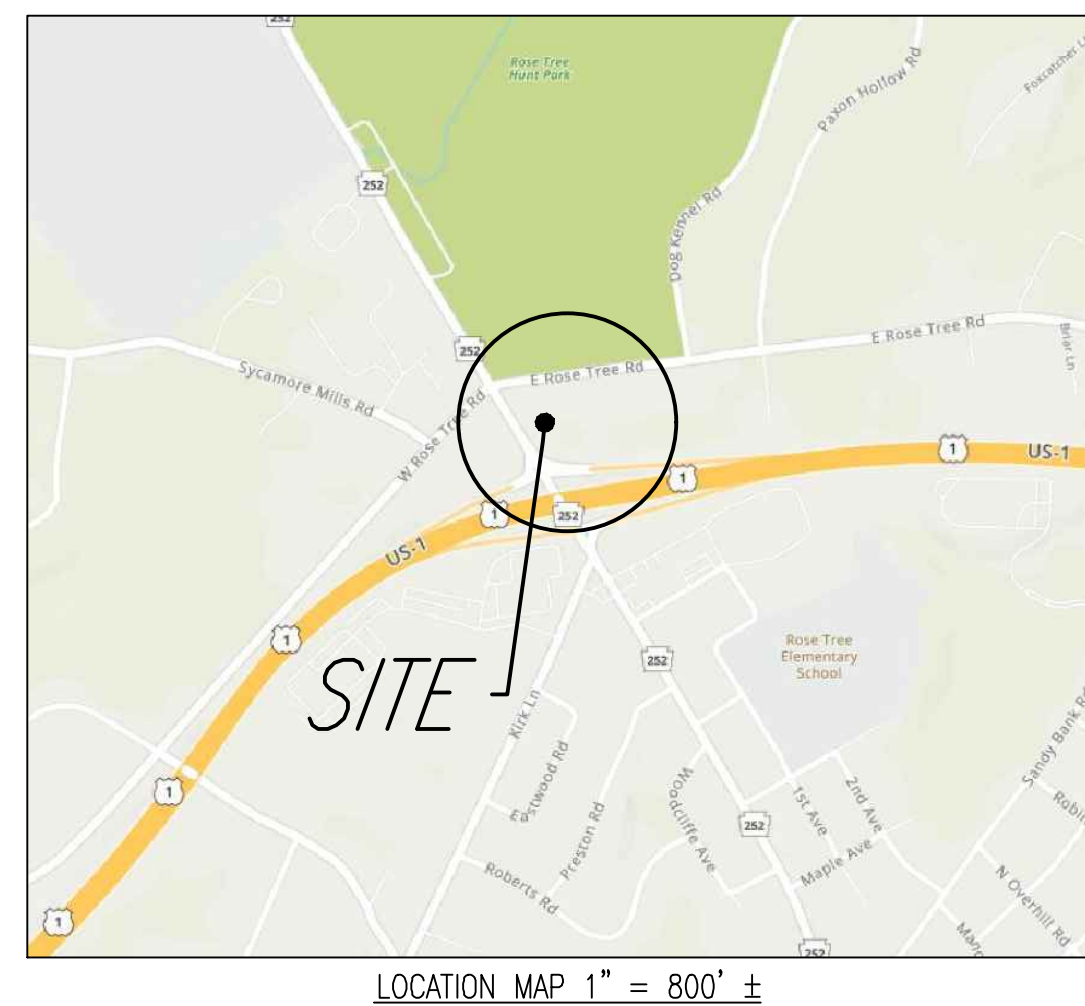 252
Rose Tree
Hunt Park
Paxon Hollow Rd
Foxcatcher L
252
Dog Kennel Rd
E Rose Tree Rd
Briar Ln
252
E Rose Tree Rd
Sycamore Mills Rd
W Rose Tree Rd
1
US-1
1
1
252
US-1
1
Rose Tree
Elementary
School
252
SITE
Kirk Ln
Eastwood Rd
Sandy Bank R
1
Preston Rd
Woodcliffe Ave
1st Ave
2nd Ave
252
Robi
Maple Ave
Roberts Rd
N Overhill Rd
1
252
LOCATION MAP 1" = 800' ±